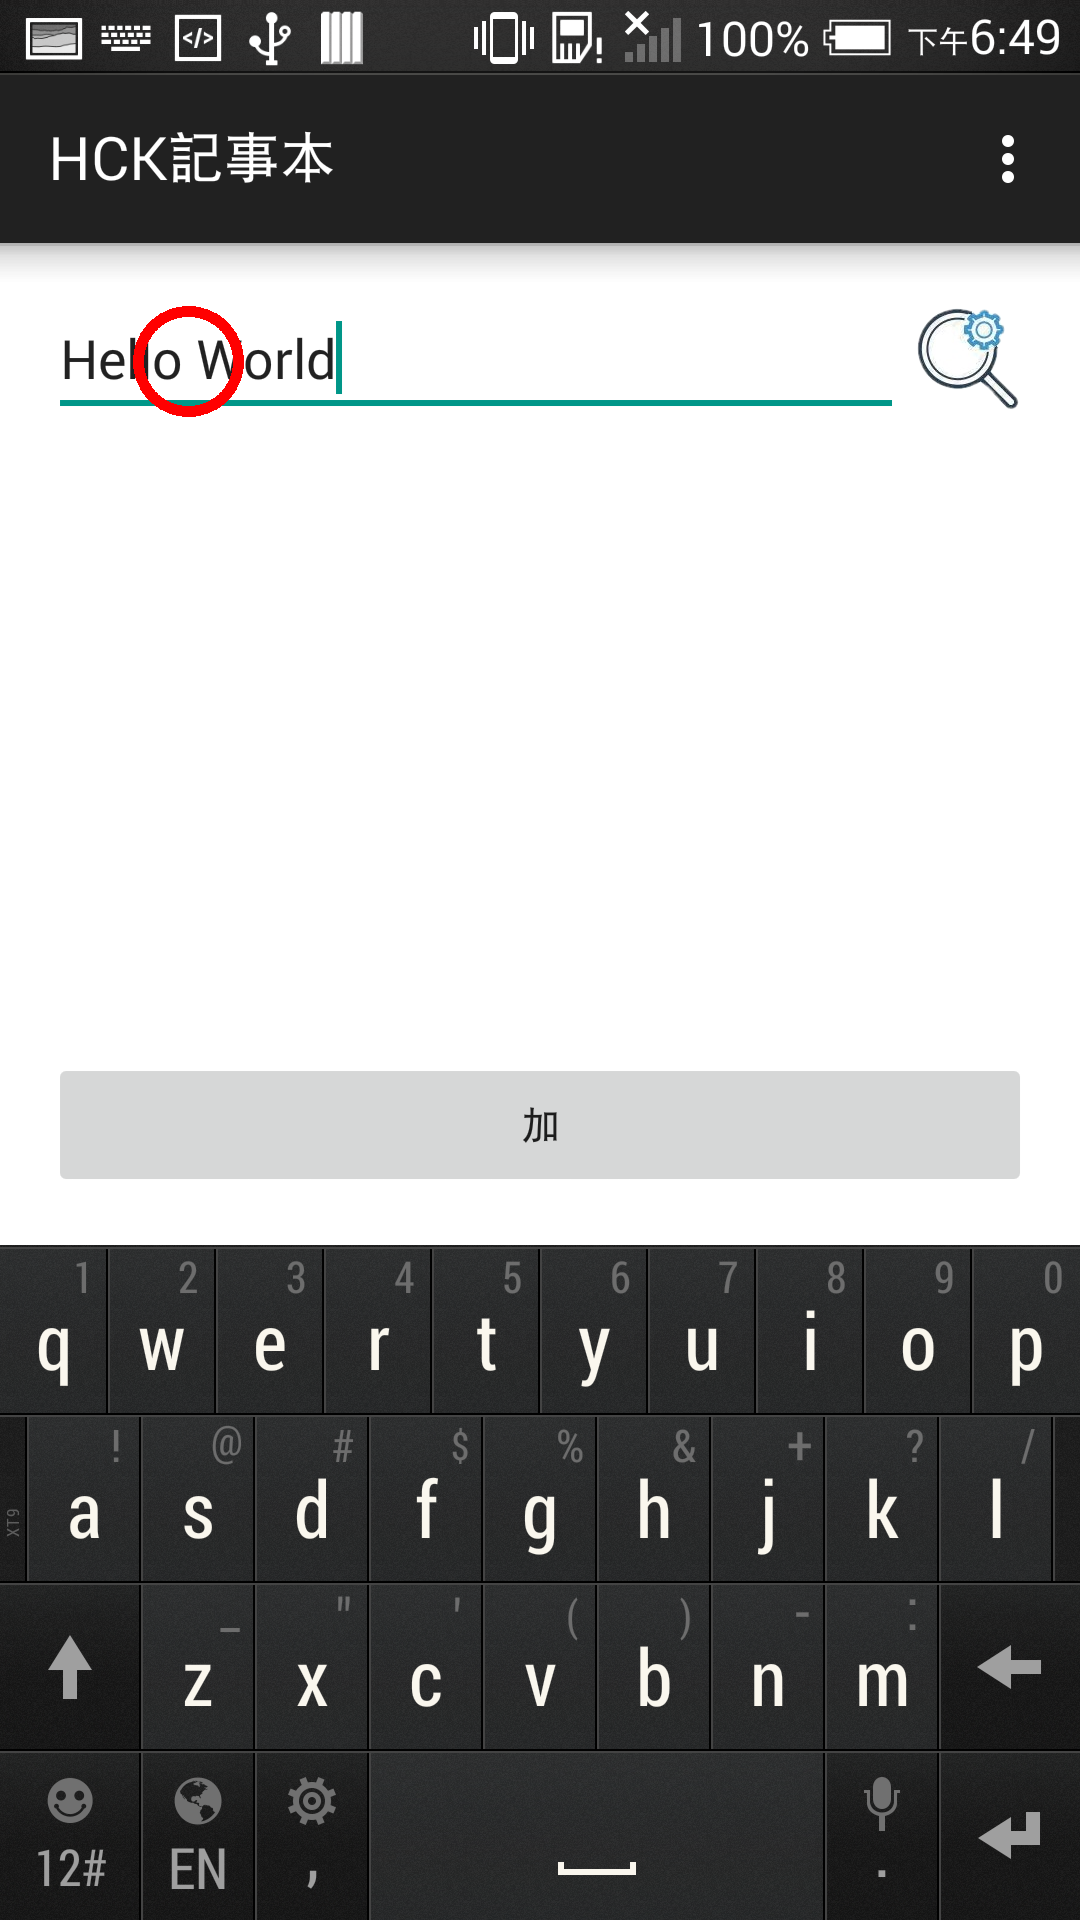 100% 下午6:49
HCK記事本
Hello World
加
1 2 3 4 5 6 7 8 9 0
q w e r t y u i o p
! @ # $ % & + ? /
XT9 a s d f g h j k l
_ " ' ( ) - :
z x c v b n m
12# EN , .